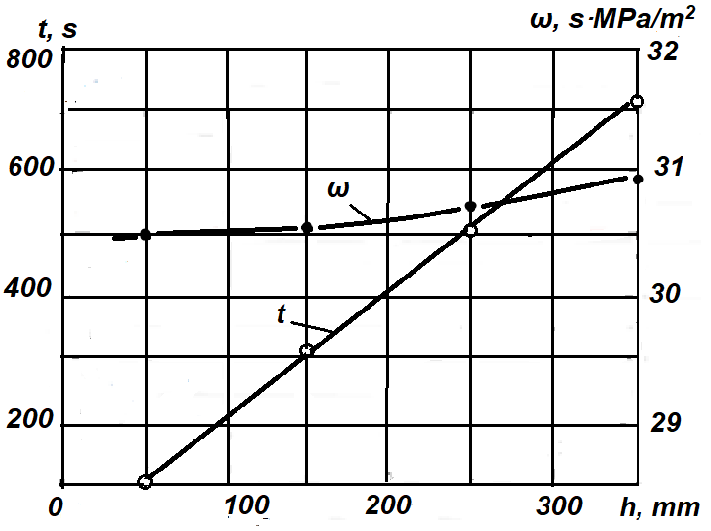 t, s ω, s·MPa/m2
800 32
600 31
ω
400 30
t
200 29
0 100 200 300 h, mm